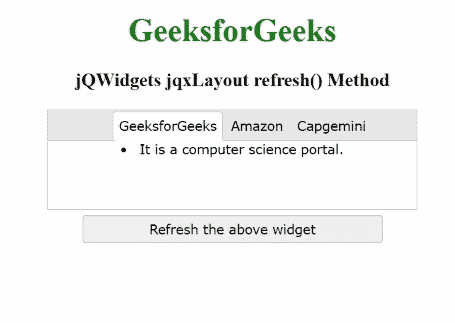 GeeksforGeeks
jQWidgets jqxLayout refresh() Method
GeeksforGeeks Amazon Capgemini
• It is a computer science portal.
Refresh the above widget